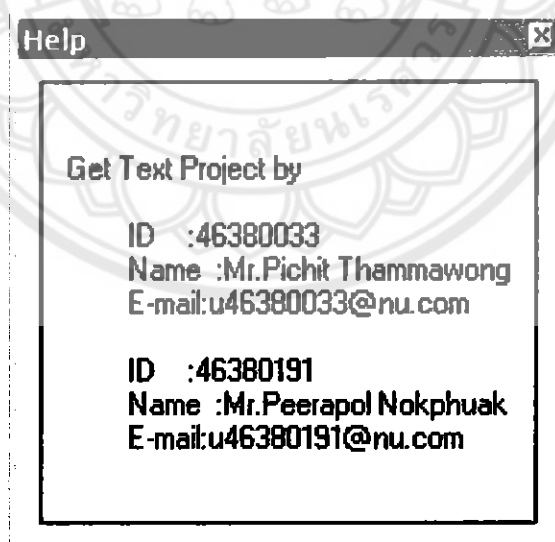 Help
Get Text Project by
ID :46380033
Name :Mr.Pichit Thammawong
E-mail:u46380033@nu.com
ID :46380191
Name :Mr.Peerapol Nokphuak
E-mail:u46380191@nu.com